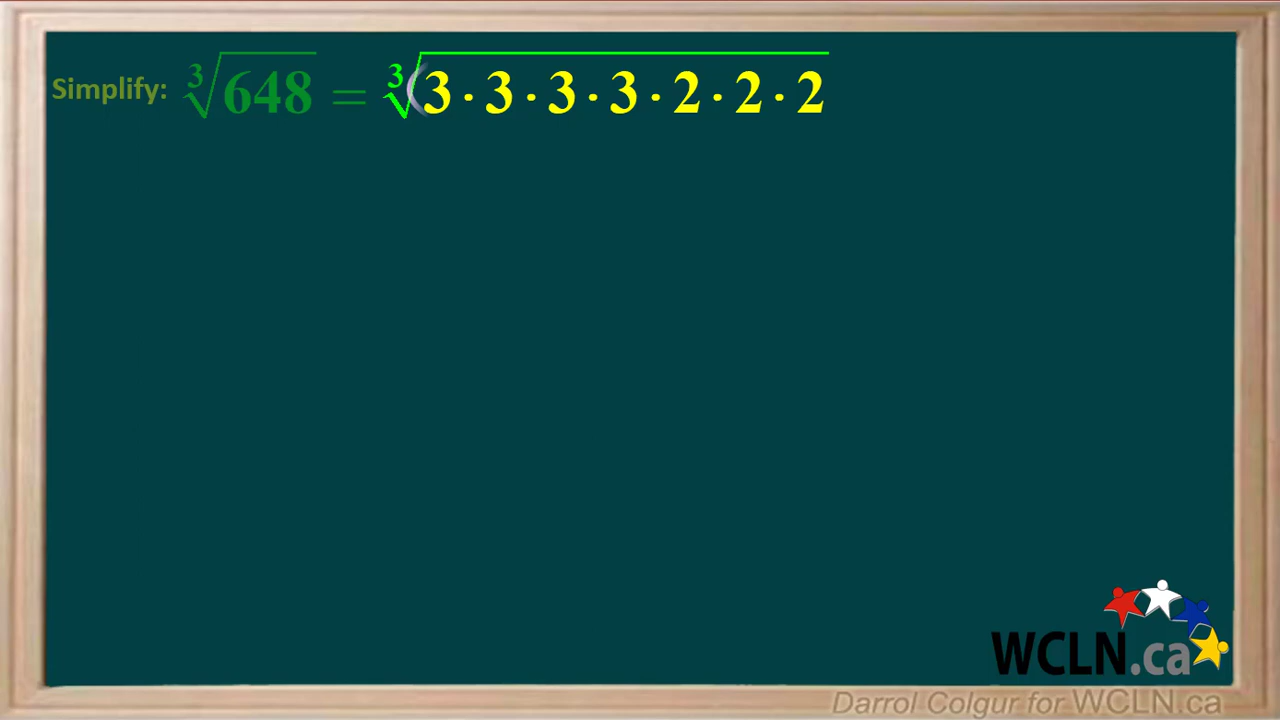 Simplify: ∛648 = ∛(3 · 3 · 3 · 3 · 2 · 2 · 2
WCLN.ca
Darrol Colgur for WCLN.ca